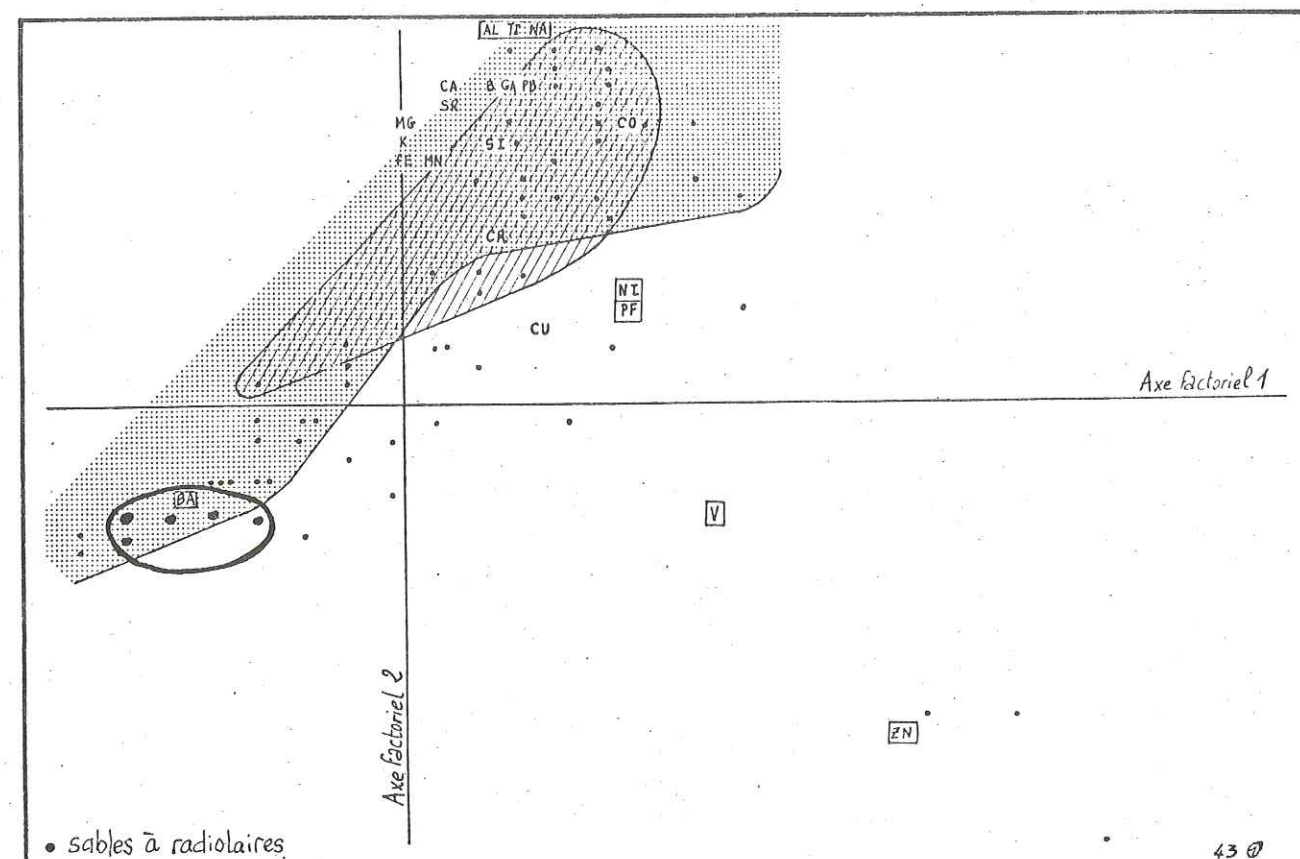 AL TI NA
CA B GA PB
SR
MG CO
K SI
FE MN
CR
NI
PF
CU
Axe factoriel 1
BA
V
Axe factoriel 2
ZN
• sables à radiolaires
43